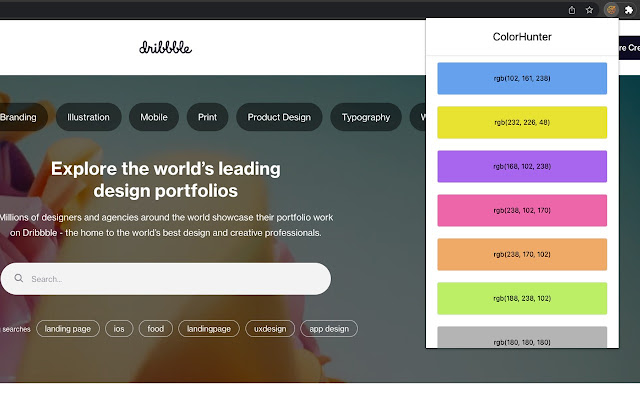 dribbble
re Cre
Branding
Illustration
Mobile
Print
Product Design
Typography
W
Explore the world's leading
design portfolios
Millions of designers and agencies around the world showcase their portfolio work
on Dribbble - the home to the world's best design and creative professionals.
Search...
searches
landing page
ios
food
landingpage
uxdesign
app design
ColorHunter
rgb(102, 161, 238)
rgb(232, 226, 48)
rgb(168, 102, 238)
rgb(238, 102, 170)
rgb(238, 170, 102)
rgb(188, 238, 102)
rgb(180, 180, 180)